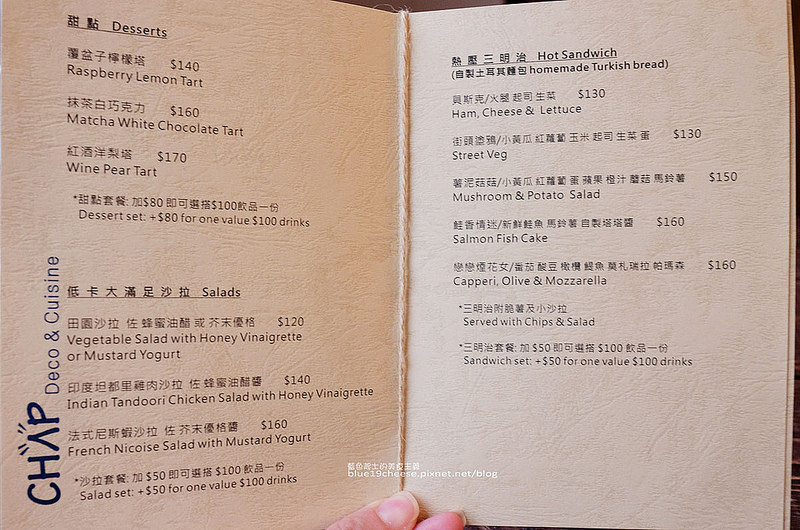 甜點 Desserts
覆盆子檸檬塔 $140
Raspberry Lemon Tart
抹茶白巧克力 $160
Matcha White Chocolate Tart
紅酒洋梨塔 $170
Wine Pear Tart
*甜點套餐: 加$80 即可選搭$100飲品一份
Dessert set: +$80 for one value $100 drinks
低卡大滿足沙拉 Salads
田園沙拉 佐 蜂蜜油醋 或 芥末優格 $120
Vegetable Salad with Honey Vinaigrette
or Mustard Yogurt
印度坦都里雞肉沙拉 佐 蜂蜜油醋醬 $140
Indian Tandoori Chicken Salad with Honey Vinaigrette
法式尼斯蝦沙拉 佐 芥末優格醬 $160
French Nicoise Salad with Mustard Yogurt
*沙拉套餐: 加 $50 即可選搭 $100 飲品一份
Salad set: +$50 for one value $100 drinks
CHAP Deco & Cuisine
熱壓三明治 Hot Sandwich
(自製土耳其麵包 homemade Turkish bread)
貝斯克/火腿 起司 生菜 $130
Ham, Cheese & Lettuce
街頭塗鴉/小黃瓜 紅蘿蔔 玉米 起司 生菜 蛋 $130
Street Veg
薯泥菇菇/小黃瓜 紅蘿蔔 蛋 蘋果 橙汁 蘑菇 馬鈴薯 $150
Mushroom & Potato Salad
鮭香情迷/新鮮鮭魚 馬鈴薯 自製塔塔醬 $160
Salmon Fish Cake
戀戀煙花女/番茄 酸豆 橄欖 鯷魚 莫札瑞拉 帕瑪森 $160
Capperi, Olive & Mozzarella
*三明治附脆薯及小沙拉
Served with Chips & Salad
*三明治套餐: 加 $50 即可選搭 $100 飲品一份
Sandwich set: +$50 for one value $100 drinks
藍色起士的美食主義
blue19cheese.pixnet.net/blog